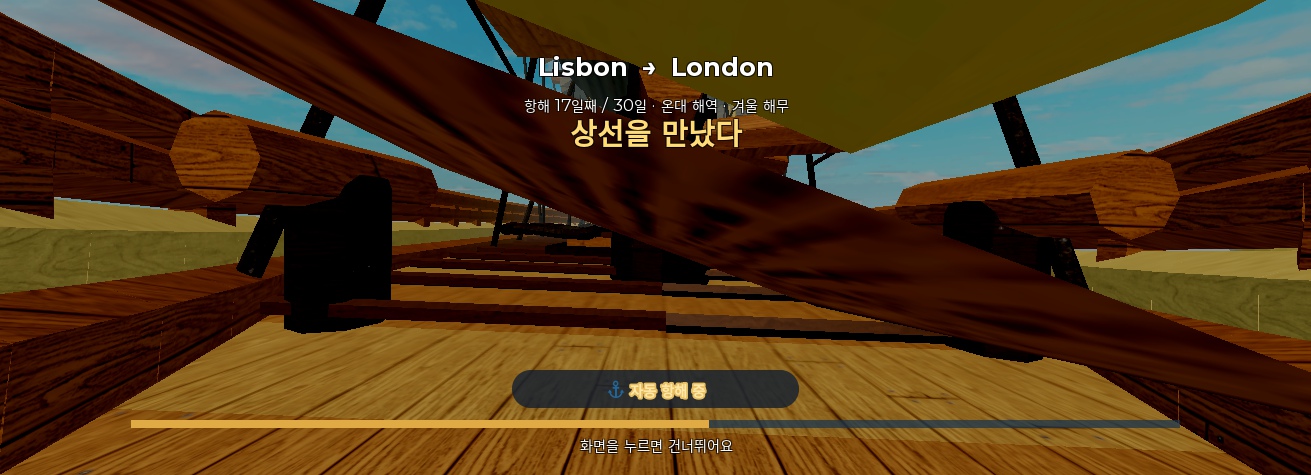 Lisbon → London
항해 17일째 / 30일 · 온대 해역 · 겨울 해무
상선을 만났다
⚓ 자동 항해 중
화면을 누르면 건너뛰어요